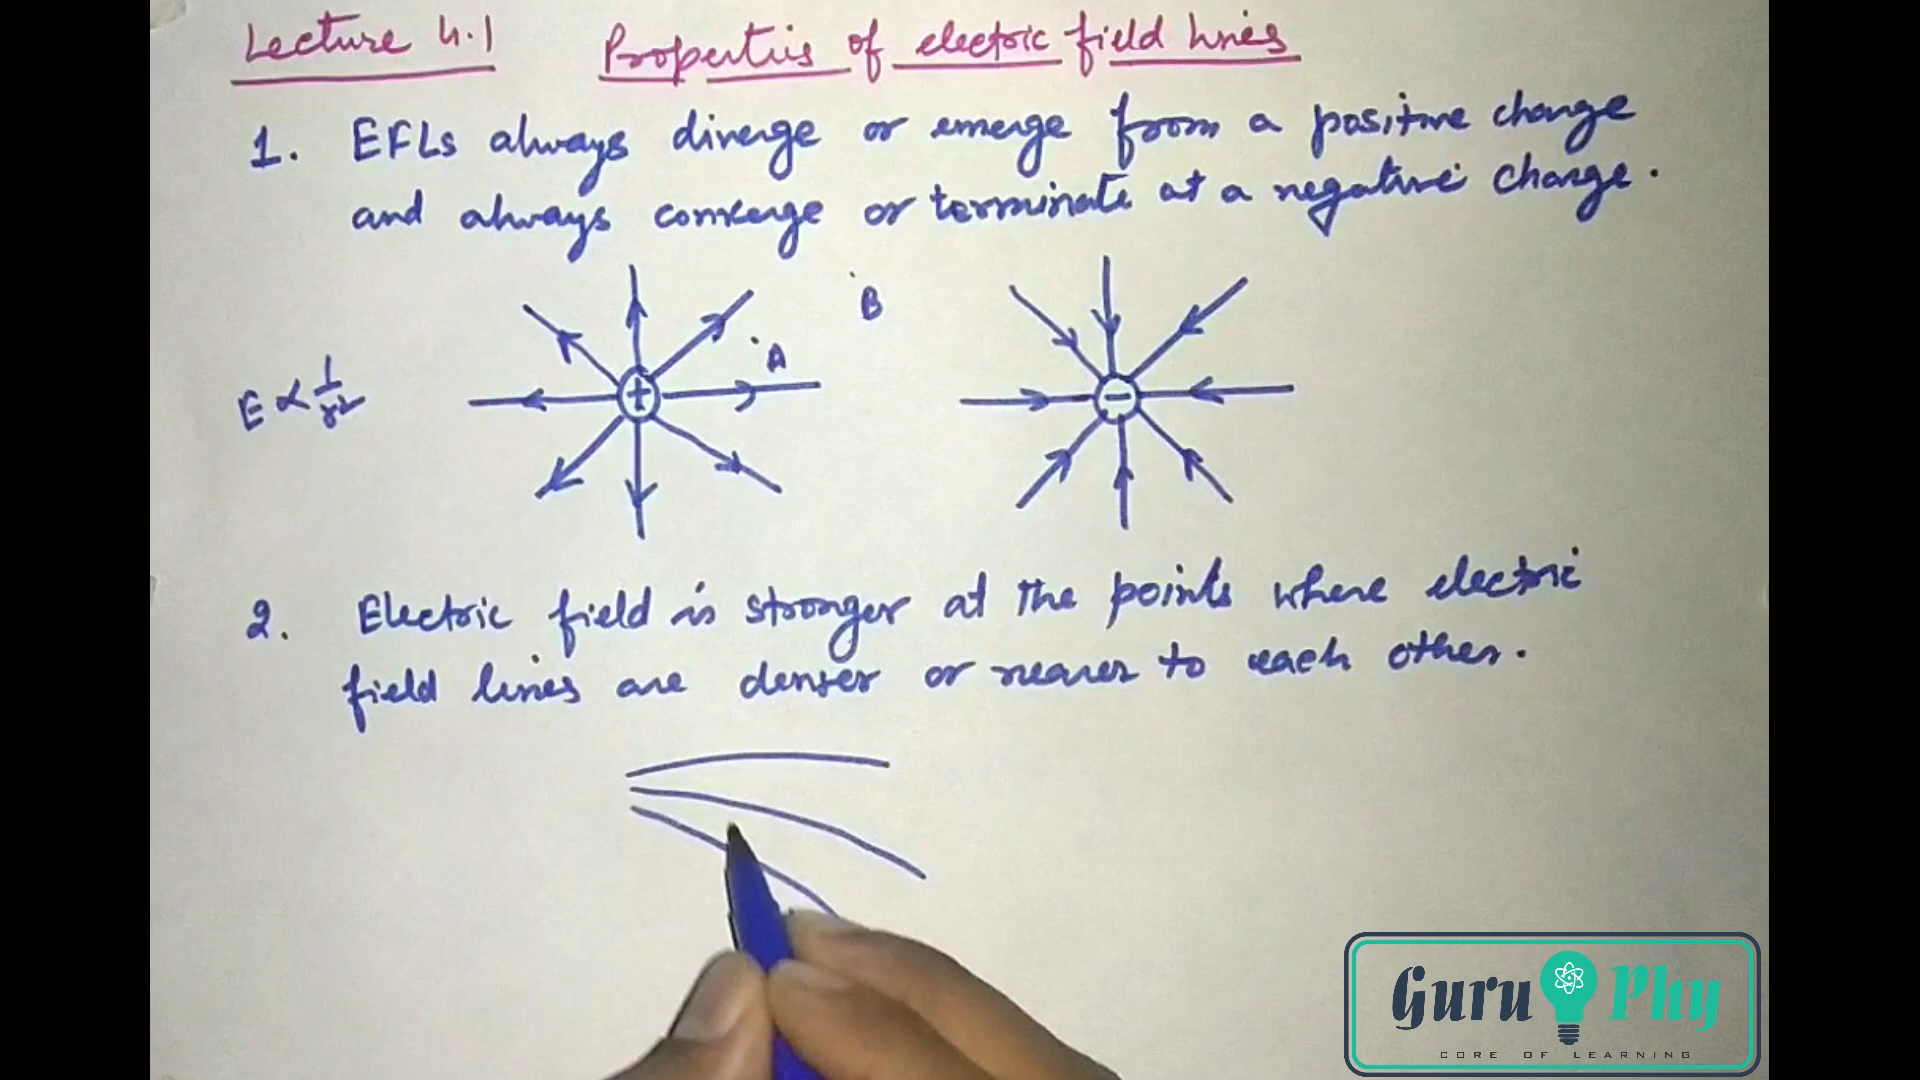 Lecture 4.1 Properties of electric field lines
1. EFLs always diverge or emerge from a positive charge
and always converge or terminate at a negative charge.
B
A
E ∝ 1/r²
+
−
2. Electric field is stronger at the points where electric
field lines are denser or nearer to each other.
Guru Phy
CORE OF LEARNING